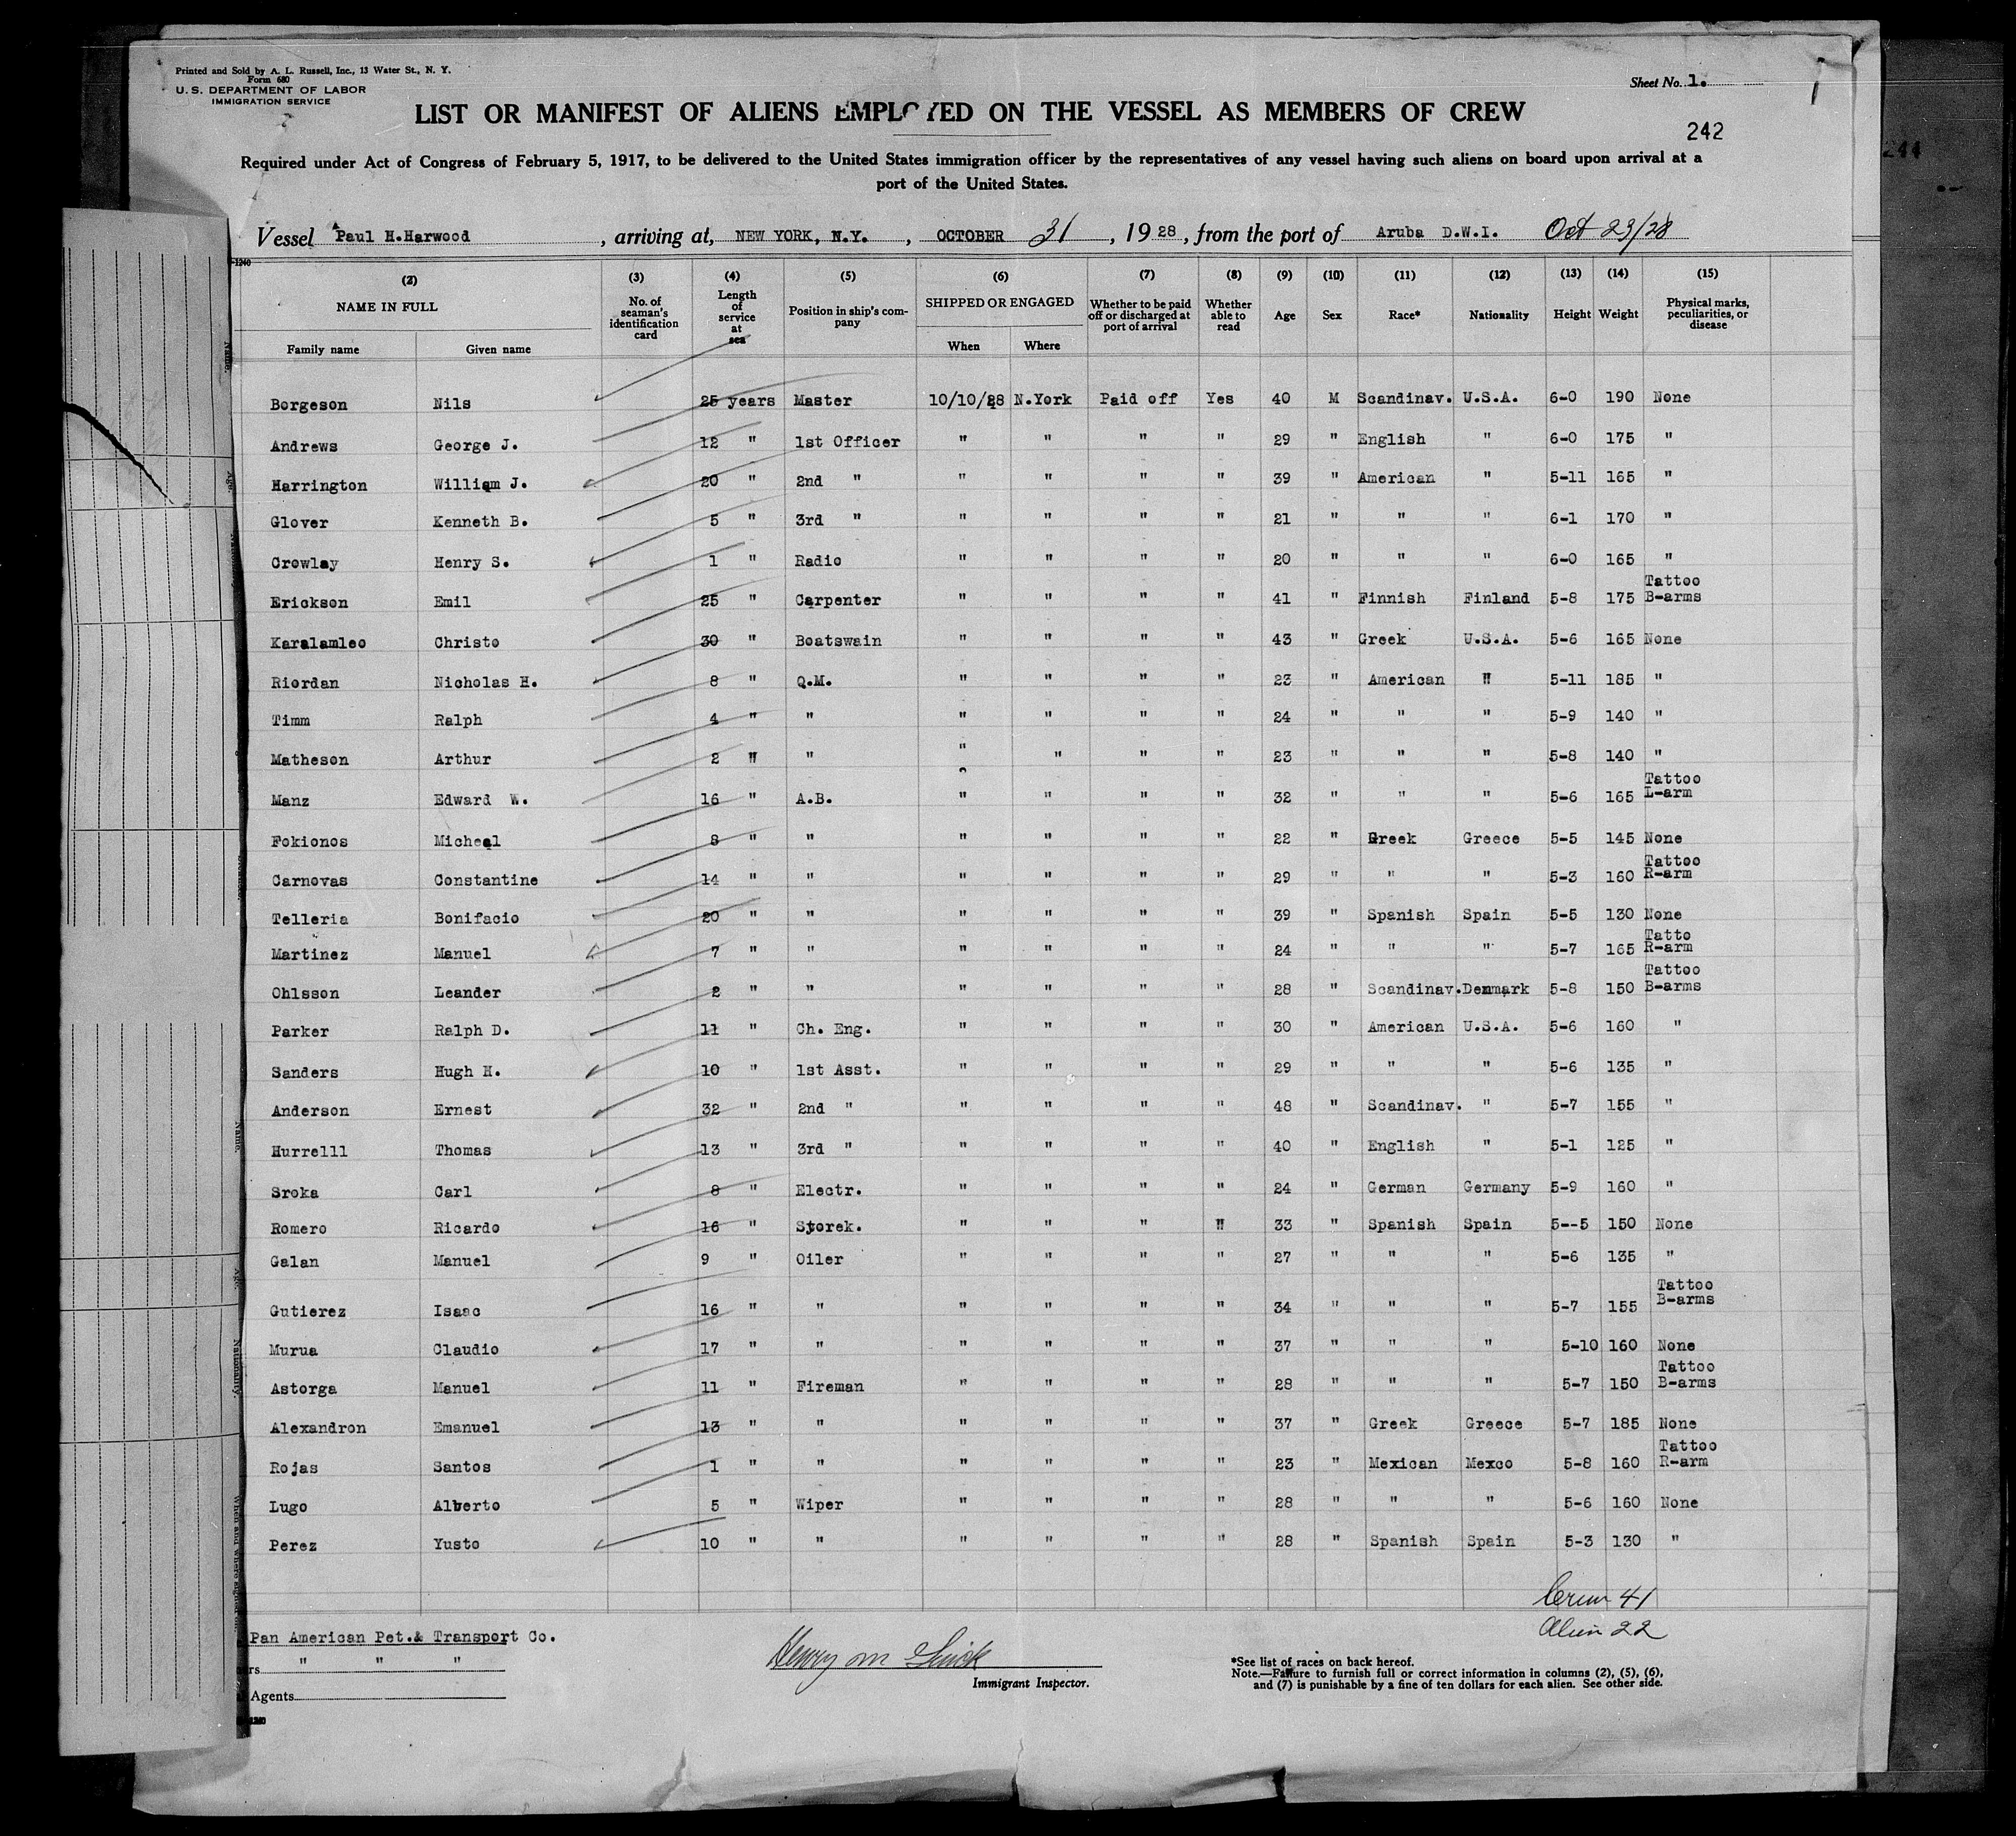 Printed and Sold by A. L. Russell, Inc., 13 Water St., N. Y.
Form 680
U. S. DEPARTMENT OF LABOR
IMMIGRATION SERVICE
Sheet No. 1.
LIST OR MANIFEST OF ALIENS EMPLOYED ON THE VESSEL AS MEMBERS OF CREW
242
244
Required under Act of Congress of February 5, 1917, to be delivered to the United States immigration officer by the representatives of any vessel having such aliens on board upon arrival at a
port of the United States.
Vessel Paul H.Harwood , arriving at, NEW YORK, N.Y. , OCTOBER 31 , 1928 , from the port of Aruba D.W.I. Oct 23/28
(2) (3) (4) (5) (6) (7) (8) (9) (10) (11) (12) (13) (14) (15)
NAME IN FULL No. of seaman's identification card Length of service at sea Position in ship's company SHIPPED OR ENGAGED Whether to be paid off or discharged at port of arrival Whether able to read Age Sex Race* Nationality Height Weight Physical marks, peculiarities, or disease
Family name Given name When Where
Borgeson Nils 25 years Master 10/10/28 N.York Paid off Yes 40 M Scandinav. U.S.A. 6-0 190 None
Andrews George J. 12 " 1st Officer " " " " 29 " English " 6-0 175 "
Harrington William J. 20 " 2nd " " " " " 39 " American " 5-11 165 "
Glover Kenneth B. 5 " 3rd " " " " " 21 " " " 6-1 170 "
Crowlay Henry S. 1 " Radio " " " " 20 " " " 6-0 165 "
Erickson Emil 25 " Carpenter " " " " 41 " Finnish Finland 5-8 175 Tattoo B-arms
Karalamleo Christo 30 " Boatswain " " " " 43 " Greek U.S.A. 5-6 165 None
Riordan Nicholas H. 8 " Q.M. " " " " 23 " American " 5-11 185 "
Timm Ralph 4 " " " " " " 24 " " " 5-9 140 "
Matheson Arthur 2 " " " " " " 23 " " " 5-8 140 "
Manz Edward W. 16 " A.B. " " " " 32 " " " 5-6 165 Tattoo L-arm
Fokionos Micheal 8 " " " " " " 22 " Greek Greece 5-5 145 None
Carnovas Constantine 14 " " " " " " 29 " " " 5-3 160 Tattoo R-arm
Telleria Bonifacio 20 " " " " " " 39 " Spanish Spain 5-5 130 None
Martinez Manuel 7 " " " " " " 24 " " " 5-7 165 Tatto R-arm
Ohlsson Leander 2 " " " " " " 28 " Scandinav. Denmark 5-8 150 Tattoo B-arms
Parker Ralph D. 11 " Ch. Eng. " " " " 30 " American U.S.A. 5-6 160 "
Sanders Hugh H. 10 " 1st Asst. " " " " 29 " " " 5-6 135 "
Anderson Ernest 32 " 2nd " " " " " 48 " Scandinav. " 5-7 155 "
Hurrelll Thomas 13 " 3rd " " " " " 40 " English " 5-1 125 "
Sroka Carl 8 " Electr. " " " " 24 " German Germany 5-9 160 "
Romero Ricardo 16 " Storek. " " " " 33 " Spanish Spain 5--5 150 None
Galan Manuel 9 " Oiler " " " " 27 " " " 5-6 135 "
Gutierez Isaac 16 " " " " " " 34 " " " 5-7 155 Tattoo B-arms
Murua Claudio 17 " " " " " " 37 " " " 5-10 160 None
Astorga Manuel 11 " Fireman " " " " 28 " " " 5-7 150 Tattoo B-arms
Alexandron Emanuel 13 " " " " " " 37 " Greek Greece 5-7 185 None
Rojas Santos 1 " " " " " " 23 " Mexican Mexco 5-8 160 Tattoo R-arm
Lugo Alberto 5 " Wiper " " " " 28 " " " 5-6 160 None
Perez Yusto 10 " " " " " " 28 " Spanish Spain 5-3 130 "
Crew 41
Alien 22
Pan American Pet.& Transport Co.
" " "
Agents
Henry M
Immigrant Inspector.
*See list of races on back hereof.
Note.—Failure to furnish full or correct information in columns (2), (5), (6),
and (7) is punishable by a fine of ten dollars for each alien. See other side.